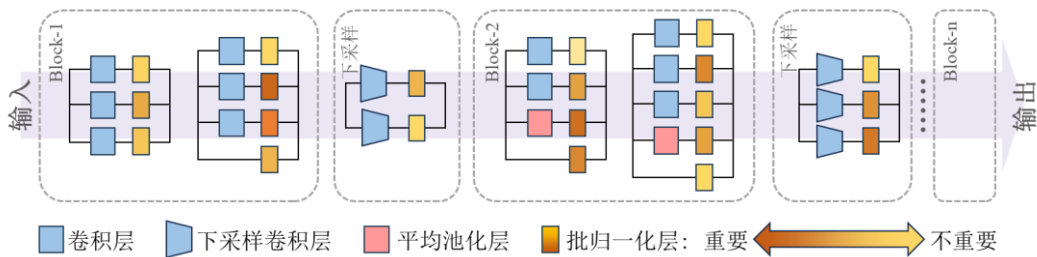 输入
Block-1
下采样
Block-2
下采样
......
Block-n
输出
卷积层
下采样卷积层
平均池化层
批归一化层：重要
不重要